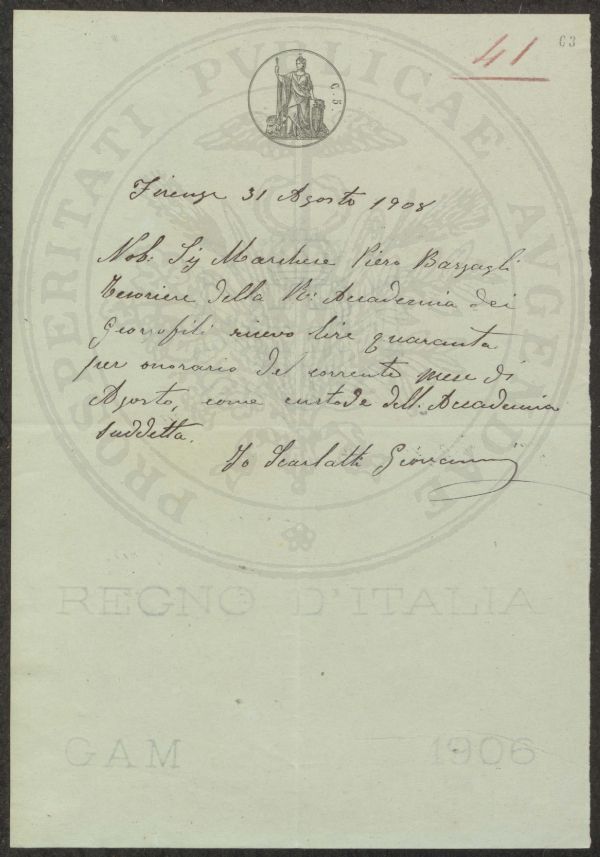 41
63
C. 5.
PROSPERITATI PUBLICAE AUGENDAE
Firenze 31 Agosto 1908
Nob: Sig Marchese Piero Bargagli
Tesoriere della R: Accademia dei
Georgofili ricevo lire quaranta
per onorario del corrente mese di
Agosto, come custode dell'Accademia
suddetta.
Io Scarlatti Giovanni
REGNO D'ITALIA
GAM 1906